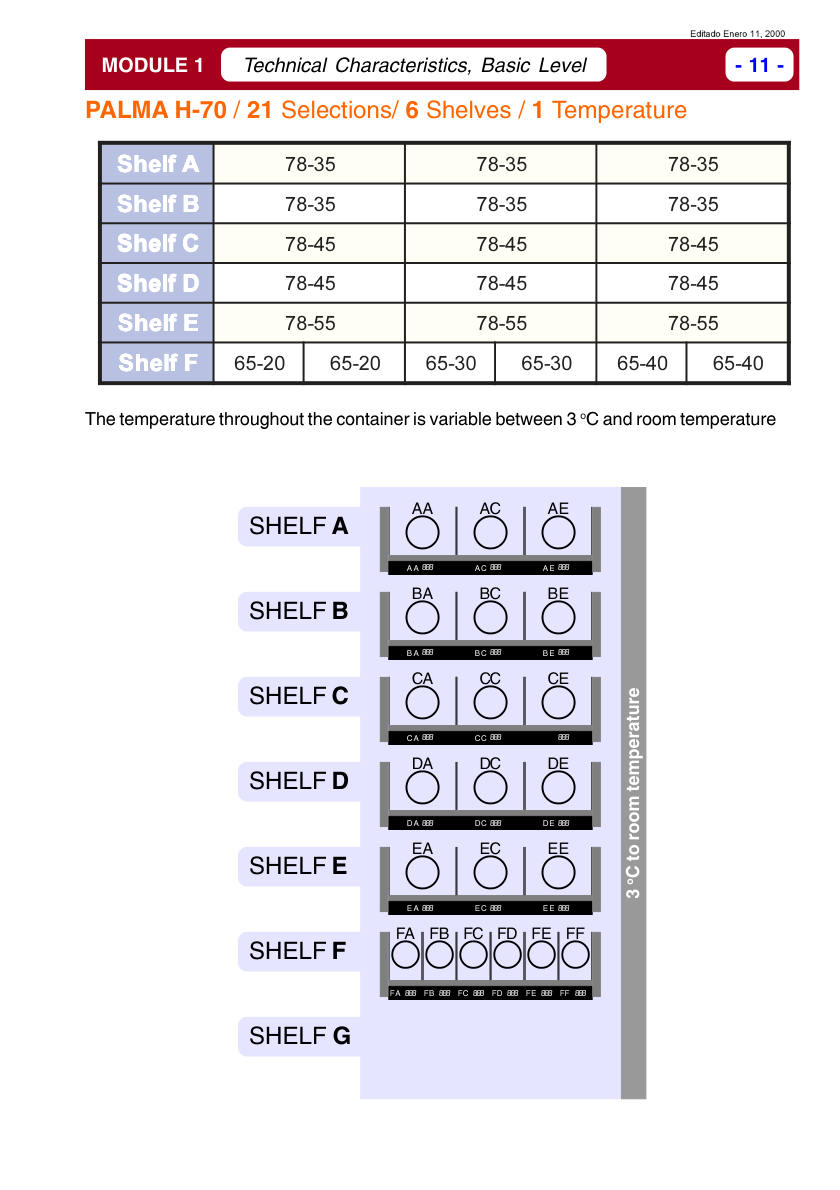 Editado Enero 11, 2000
MODULE 1 Technical Characteristics, Basic Level - 11 -
PALMA H-70 / 21 Selections/ 6 Shelves / 1 Temperature
Shelf A 78-35 78-35 78-35
Shelf B 78-35 78-35 78-35
Shelf C 78-45 78-45 78-45
Shelf D 78-45 78-45 78-45
Shelf E 78-55 78-55 78-55
Shelf F 65-20 65-20 65-30 65-30 65-40 65-40
The temperature throughout the container is variable between 3 ºC and room temperature
SHELF A
AA AC AE
AA 888 AC 888 AE 888
SHELF B
BA BC BE
BA 888 BC 888 BE 888
SHELF C
CA CC CE
CA 888 CC 888 888
SHELF D
DA DC DE
DA 888 DC 888 DE 888
SHELF E
EA EC EE
EA 888 EC 888 EE 888
SHELF F
FA FB FC FD FE FF
FA 888 FB 888 FC 888 FD 888 FE 888 FF 888
SHELF G
3 ºC to room temperature